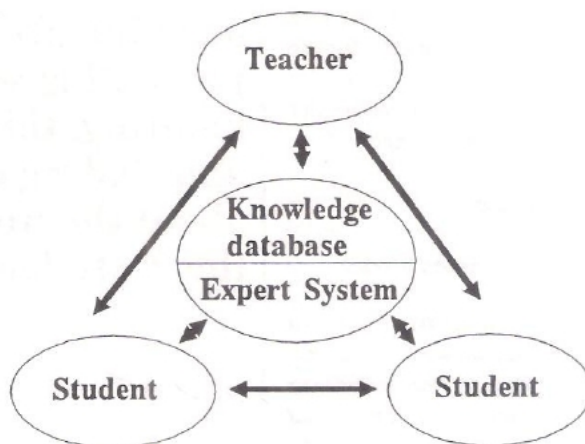 Teacher
Knowledge
database
Expert System
Student
Student